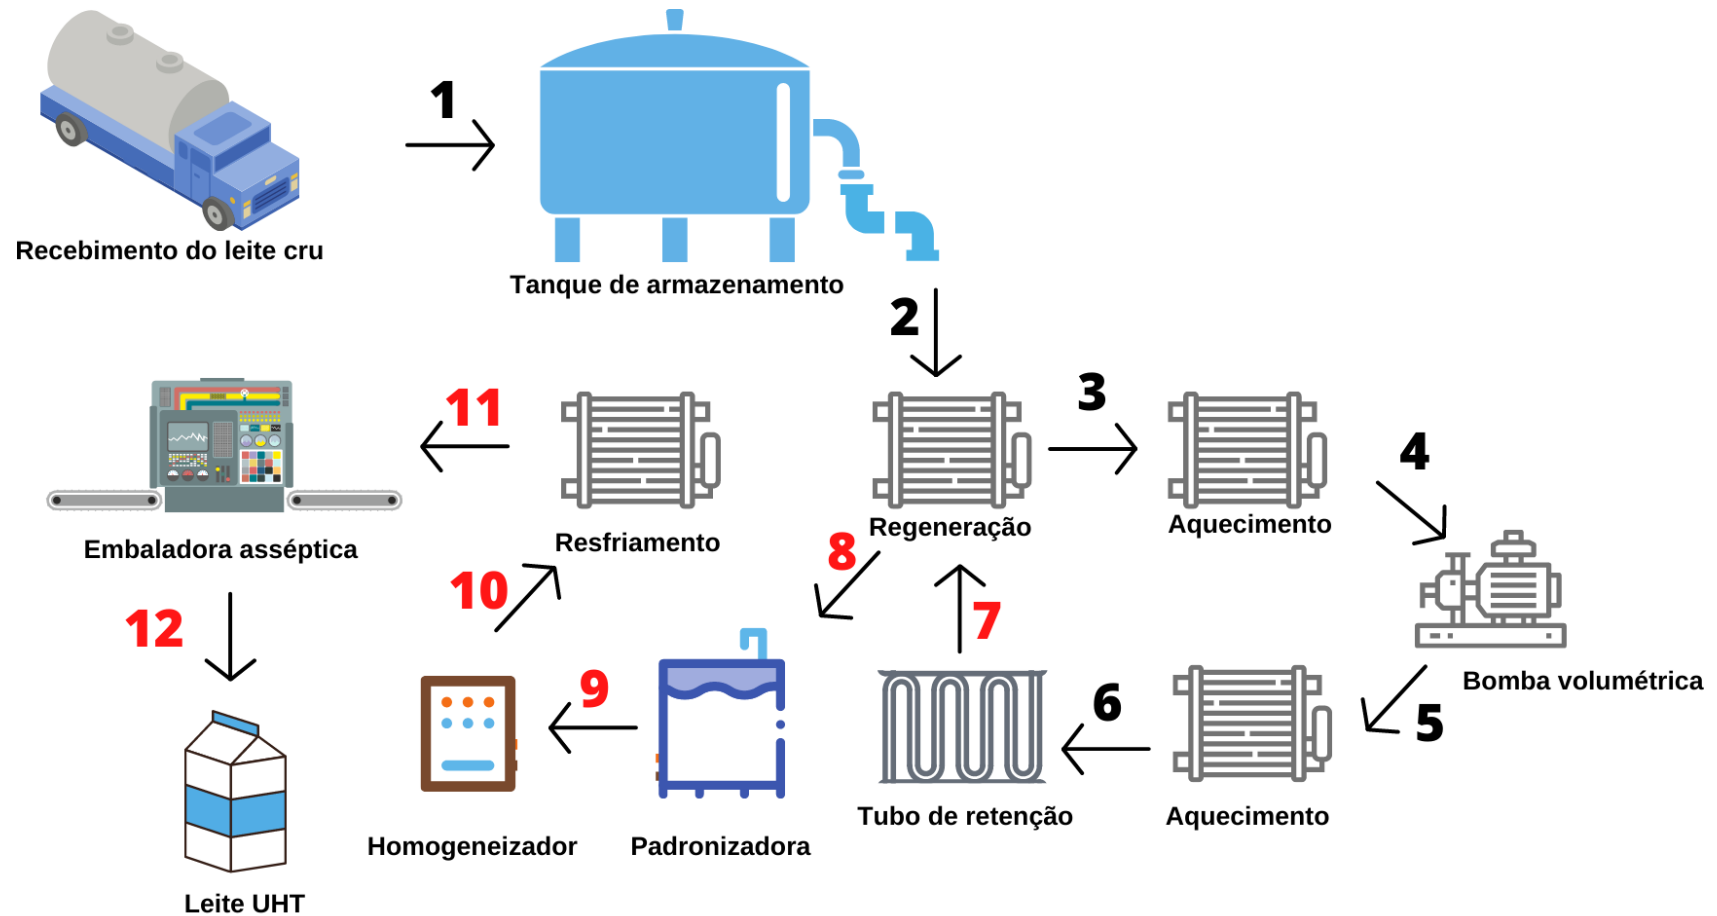 1
Recebimento do leite cru
Tanque de armazenamento
2
3
Regeneração
Aquecimento
4
Bomba volumétrica
5
Aquecimento
6
Tubo de retenção
7
8
Padronizadora
9
Homogeneizador
10
Resfriamento
11
Embaladora asséptica
12
Leite UHT